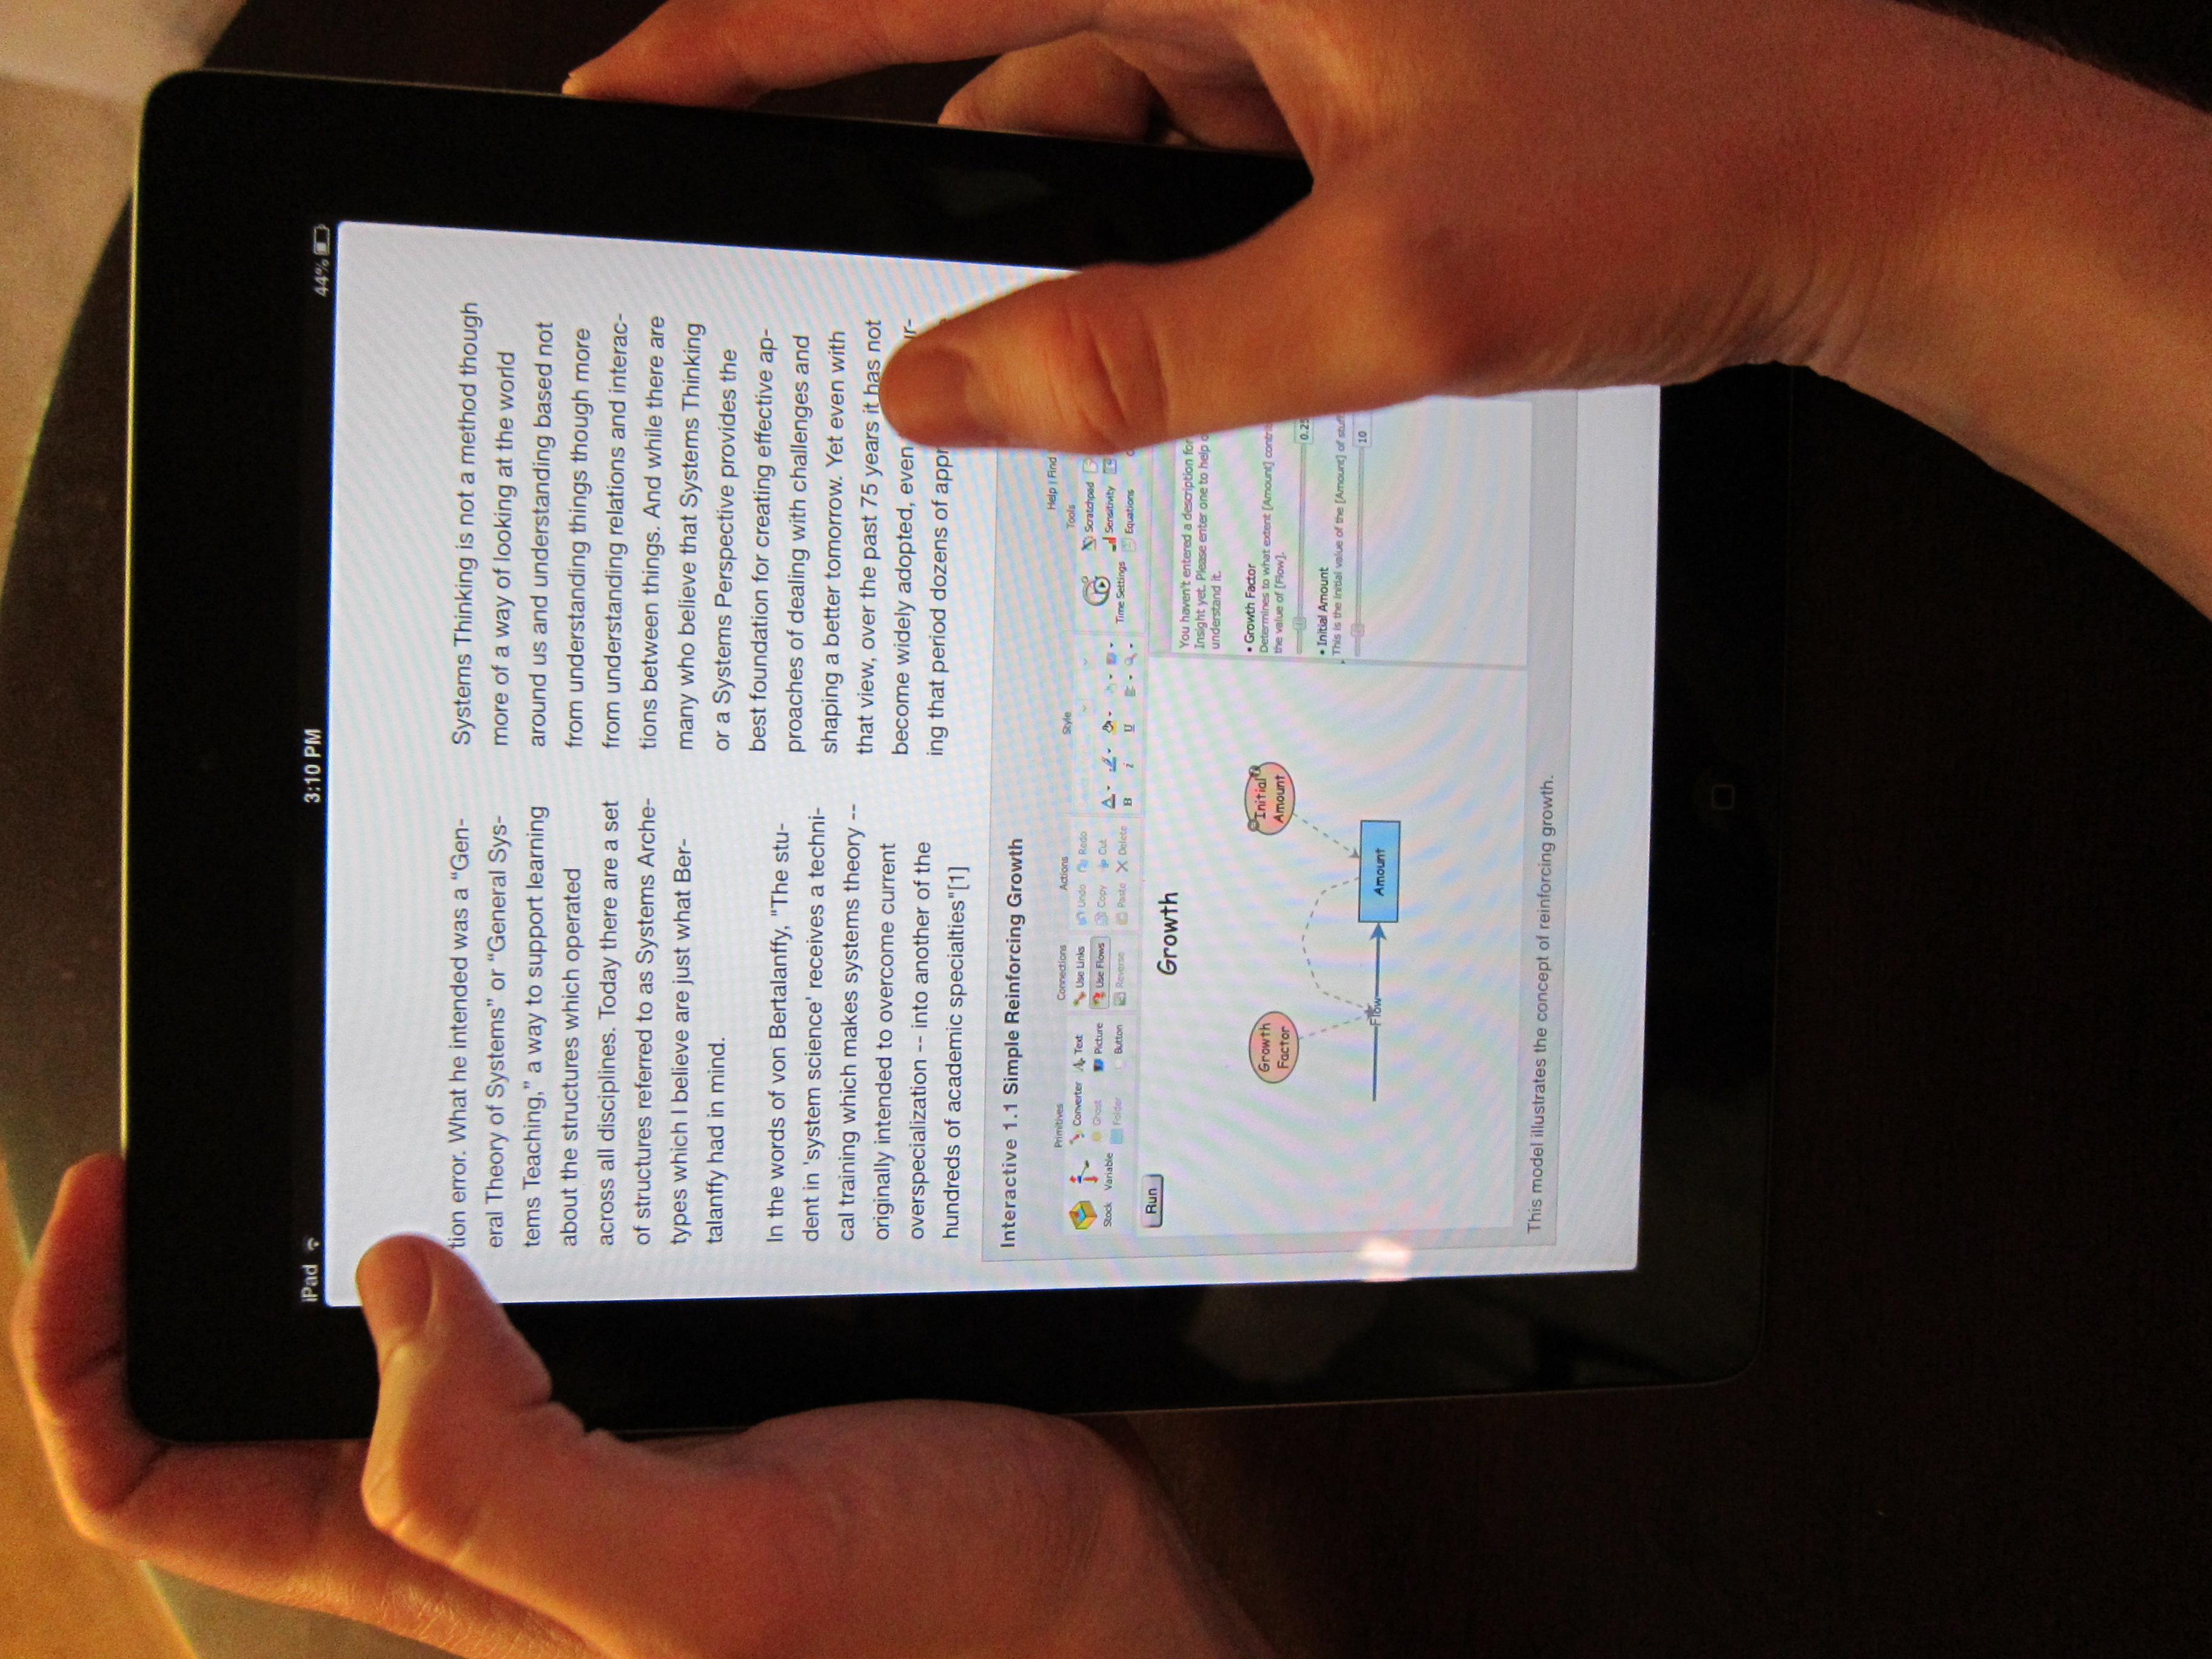 iPad
3:10 PM
44%
tion error. What he intended was a “Gen-
eral Theory of Systems” or “General Sys-
tems Teaching,” a way to support learning
about the structures which operated
across all disciplines. Today there are a set
of structures referred to as Systems Arche-
types which I believe are just what Ber-
talanffy had in mind.
In the words of von Bertalanffy, "The stu-
dent in 'system science' receives a techni-
cal training which makes systems theory --
originally intended to overcome current
overspecialization -- into another of the
hundreds of academic specialties"[1]
Systems Thinking is not a method though
more of a way of looking at the world
around us and understanding based not
from understanding things though more
from understanding relations and interac-
tions between things. And while there are
many who believe that Systems Thinking
or a Systems Perspective provides the
best foundation for creating effective ap-
proaches of dealing with challenges and
shaping a better tomorrow. Yet even with
that view, over the past 75 years it has not
become widely adopted, even
ing that period dozens of appr
Interactive 1.1 Simple Reinforcing Growth
Primitives
Stock
Variable
Converter
Ghost
Folder
Text
Picture
Button
Connections
Use Links
Use Flows
Reverse
Actions
Undo Redo
Copy Cut
Paste Delete
Style
A
B i U
Help | Find
Tools
Time Settings
Scratchpad
Sensitivity
Equations
Run
Growth
Growth
Factor
Initial
Amount
Flow
Amount
You haven't entered a description for
Insight yet. Please enter one to help
understand it.
• Growth Factor
Determines to what extent [Amount] contri
the value of [Flow].
0.25
• Initial Amount
This is the initial value of the [Amount] of stuf
10
This model illustrates the concept of reinforcing growth.